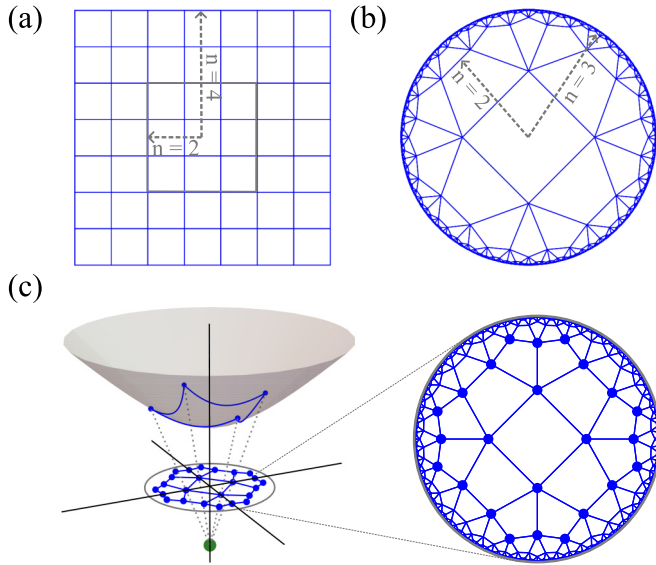 (a)
n = 4
n = 2
(b)
n = 2
n = 3
(c)